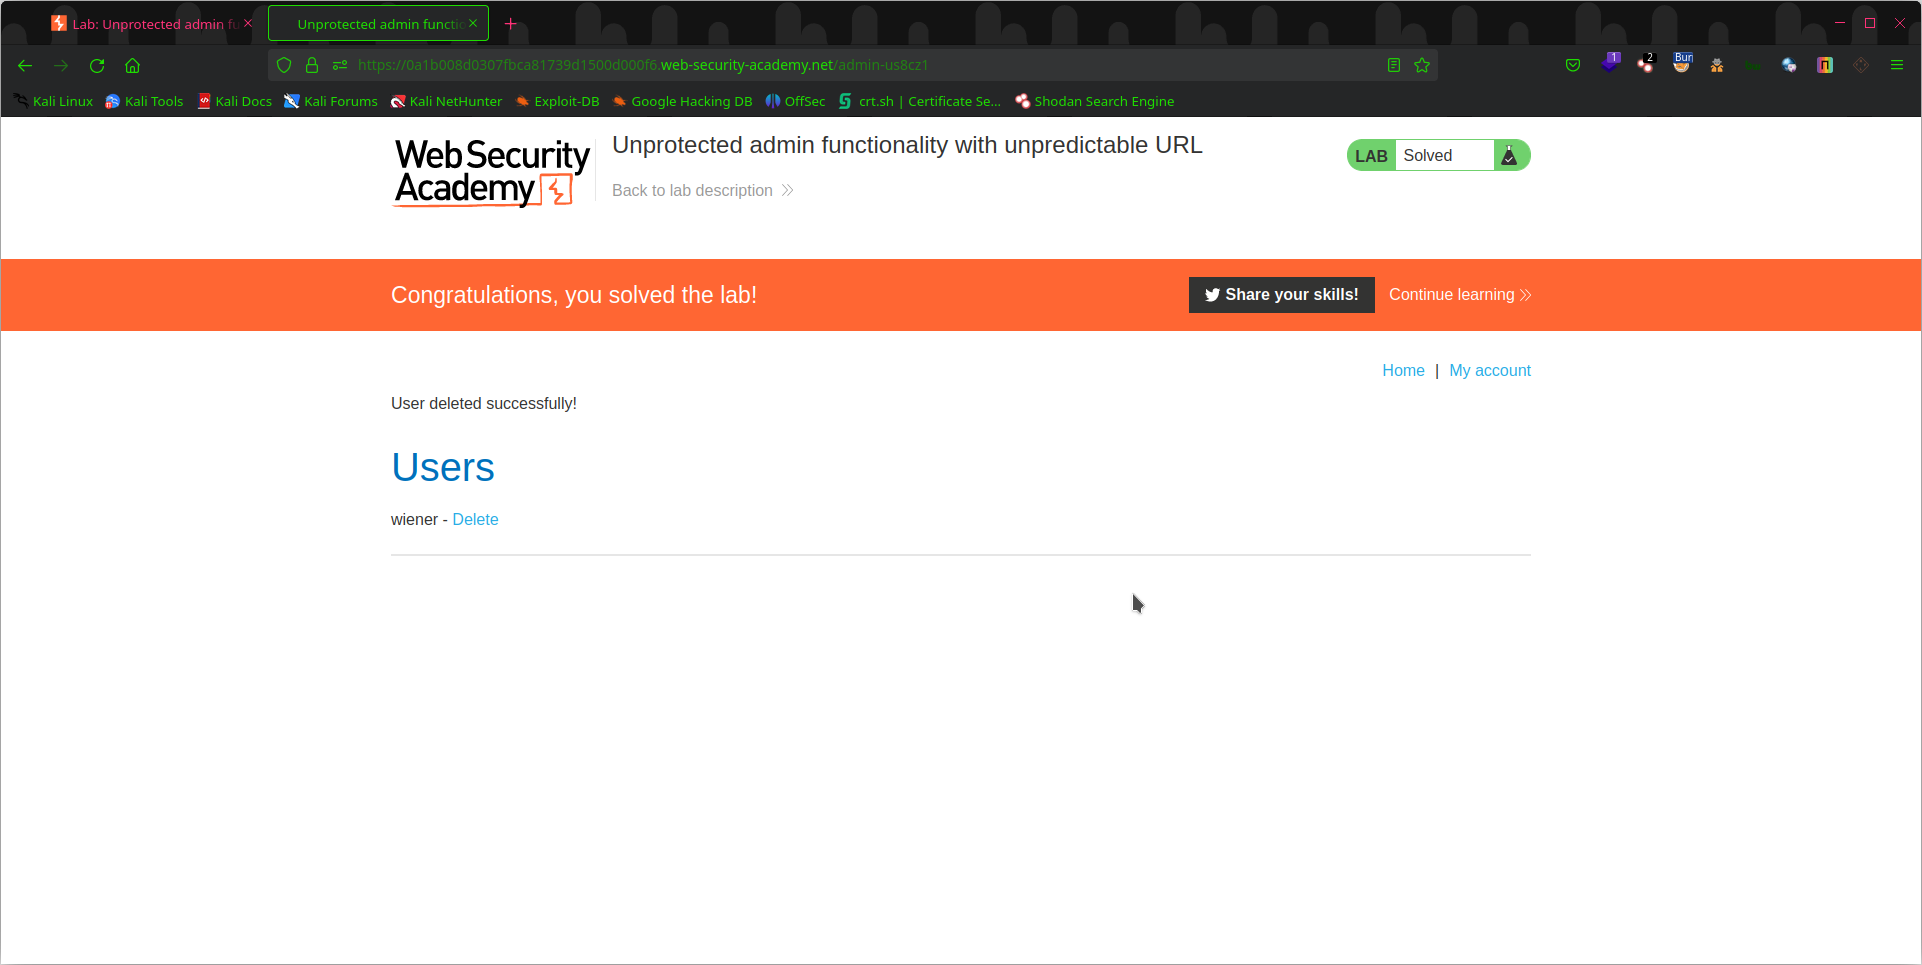 Lab: Unprotected admin fu
Unprotected admin functio
https://0a1b008d0307fbca81739d1500d000f6.web-security-academy.net/admin-us8cz1
1
2
Bur
Kali Linux
Kali Tools
Kali Docs
Kali Forums
Kali NetHunter
Exploit-DB
Google Hacking DB
OffSec
crt.sh | Certificate Se...
Shodan Search Engine
Web Security
Academy
Unprotected admin functionality with unpredictable URL
Back to lab description
LAB Solved
Congratulations, you solved the lab!
Share your skills!
Continue learning
Home | My account
User deleted successfully!
Users
wiener - Delete